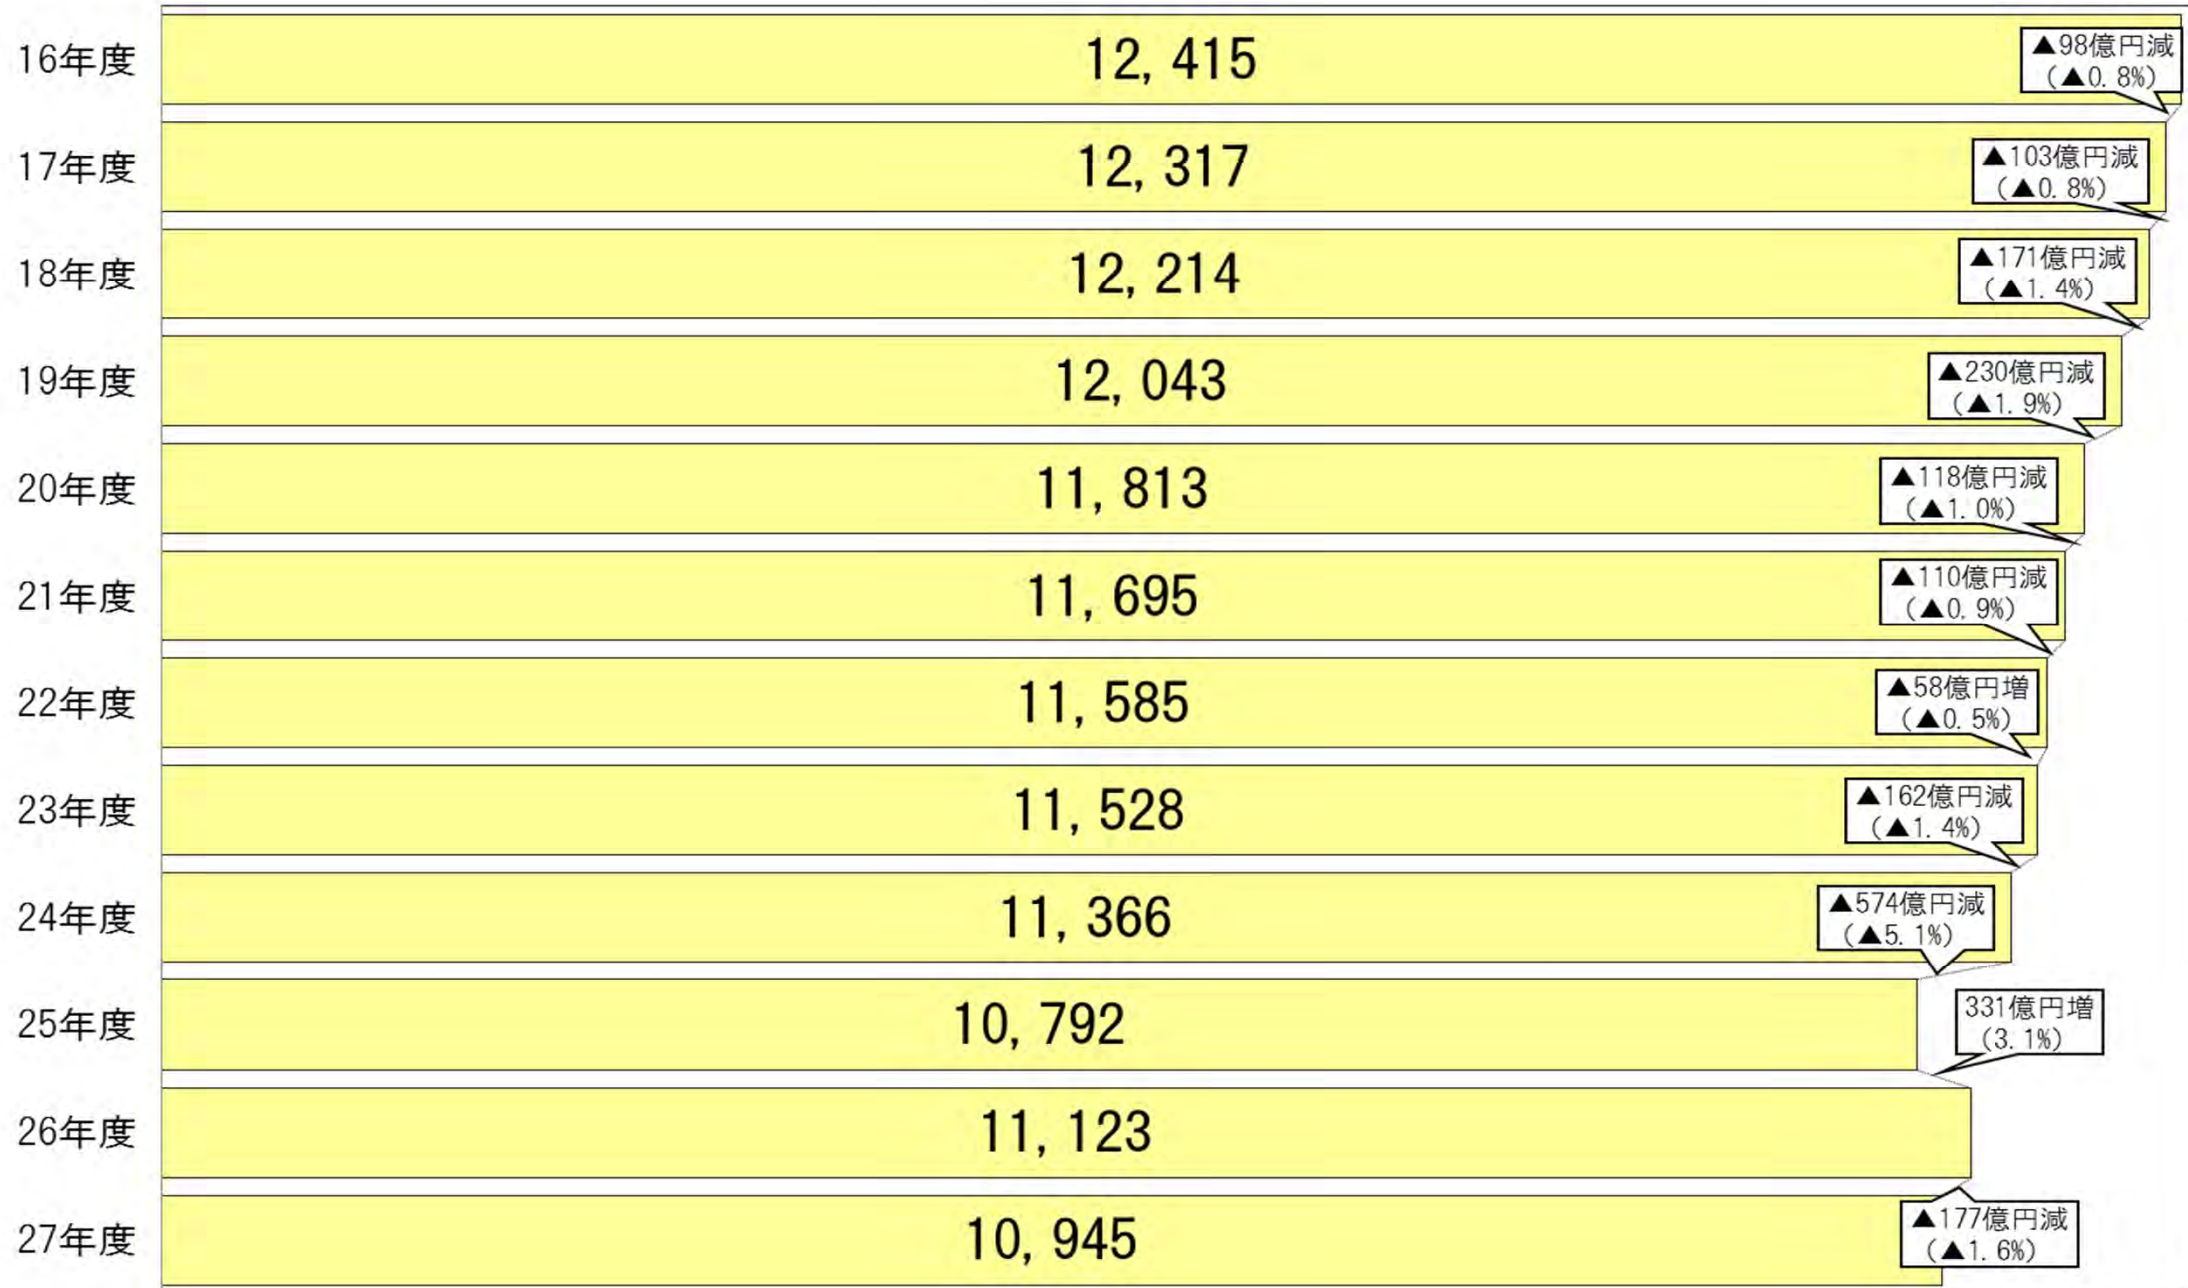 16年度
12, 415
▲98億円減
(▲0. 8%)
17年度
12, 317
▲103億円減
(▲0. 8%)
18年度
12, 214
▲171億円減
(▲1. 4%)
19年度
12, 043
▲230億円減
(▲1. 9%)
20年度
11, 813
▲118億円減
(▲1. 0%)
21年度
11, 695
▲110億円減
(▲0. 9%)
22年度
11, 585
▲58億円増
(▲0. 5%)
23年度
11, 528
▲162億円減
(▲1. 4%)
24年度
11, 366
▲574億円減
(▲5. 1%)
25年度
10, 792
331億円増
(3. 1%)
26年度
11, 123
27年度
10, 945
▲177億円減
(▲1. 6%)